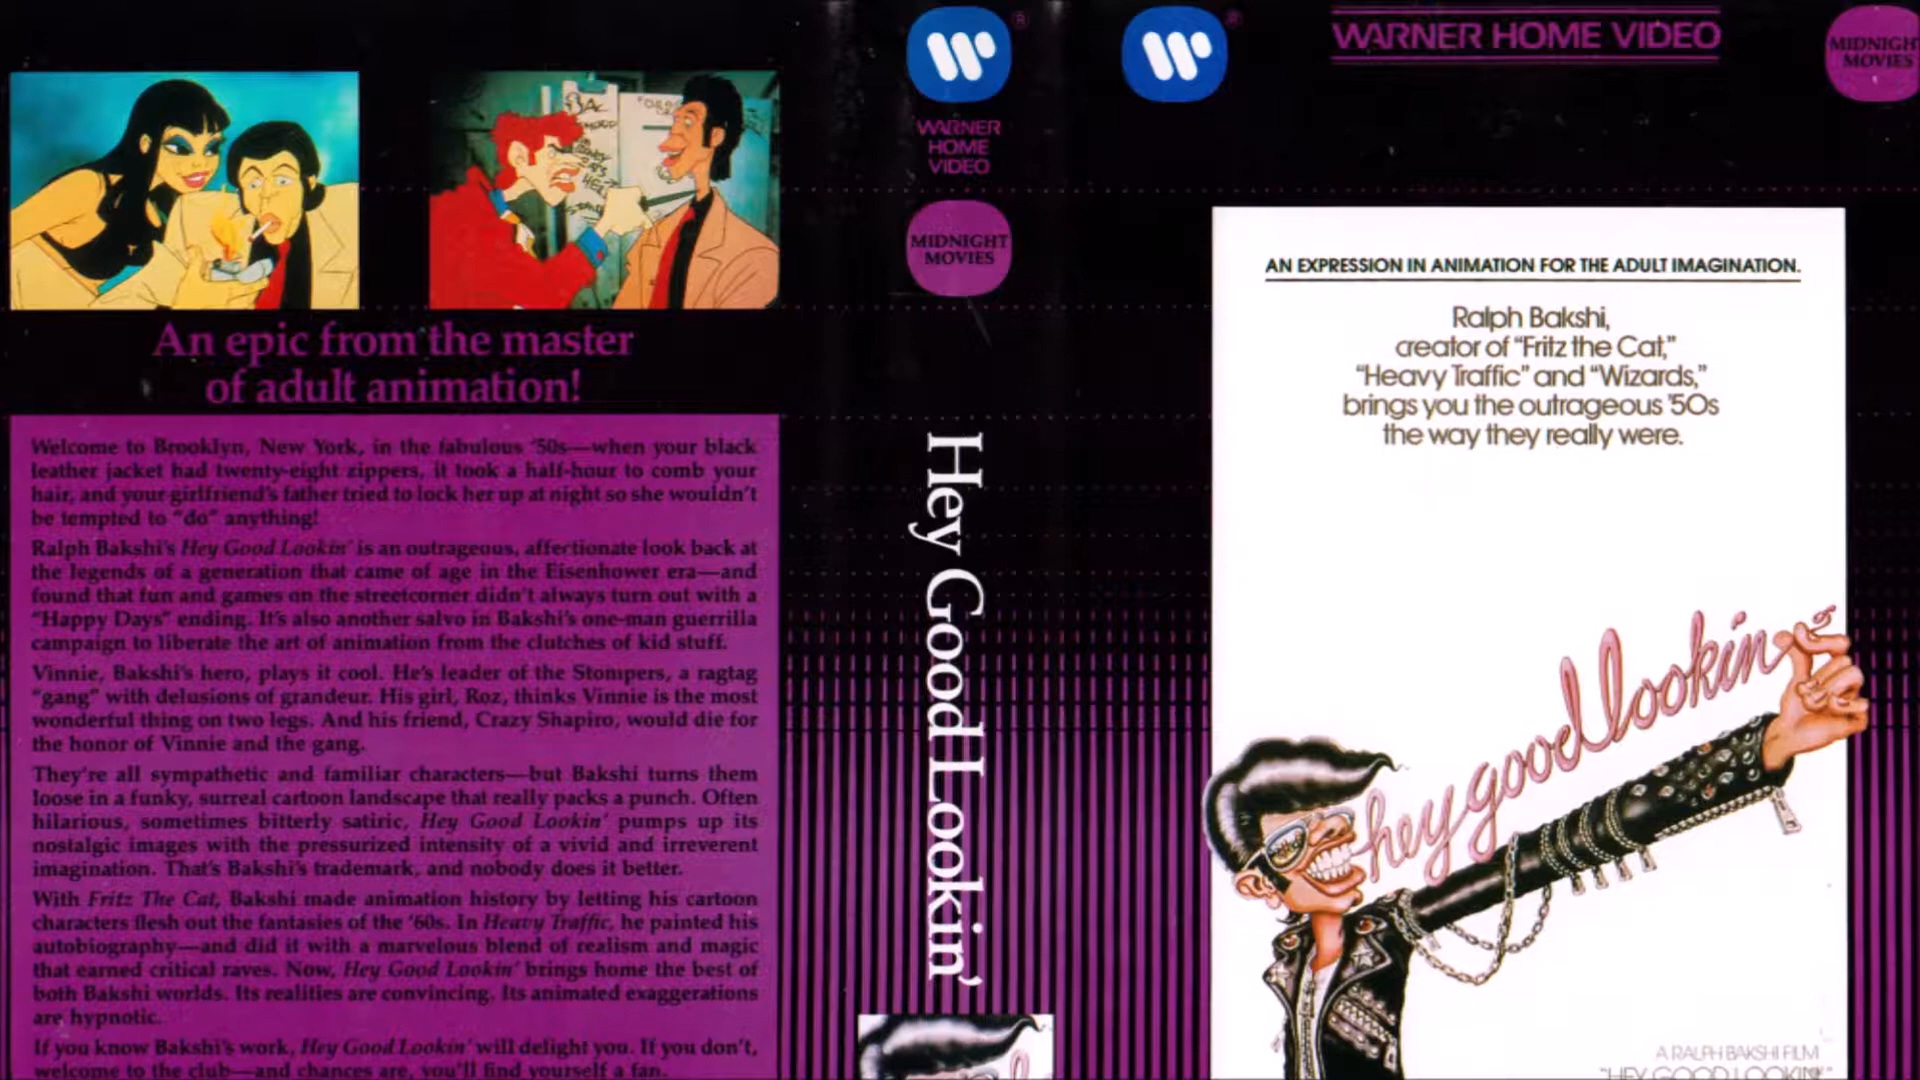 An epic from the master
of adult animation!
Welcome to Brooklyn, New York, in the fabulous '50s—when your black
leather jacket had twenty-eight zippers, it took a half-hour to comb your
hair, and your girlfriend's father tried to lock her up at night so she wouldn't
be tempted to "do" anything!
Ralph Bakshi's Hey Good Lookin' is an outrageous, affectionate look back at
the legends of a generation that came of age in the Eisenhower era—and
found that fun and games on the streetcorner didn't always turn out with a
"Happy Days" ending. It's also another salvo in Bakshi's one-man guerrilla
campaign to liberate the art of animation from the clutches of kid stuff.
Vinnie, Bakshi's hero, plays it cool. He's leader of the Stompers, a ragtag
"gang" with delusions of grandeur. His girl, Roz, thinks Vinnie is the most
wonderful thing on two legs. And his friend, Crazy Shapiro, would die for
the honor of Vinnie and the gang.
They're all sympathetic and familiar characters—but Bakshi turns them
loose in a funky, surreal cartoon landscape that really packs a punch. Often
hilarious, sometimes bitterly satiric, Hey Good Lookin' pumps up its
nostalgic images with the pressurized intensity of a vivid and irreverent
imagination. That's Bakshi's trademark, and nobody does it better.
With Fritz The Cat, Bakshi made animation history by letting his cartoon
characters flesh out the fantasies of the '60s. In Heavy Traffic, he painted his
autobiography—and did it with a marvelous blend of realism and magic
that earned critical raves. Now, Hey Good Lookin' brings home the best of
both Bakshi worlds. Its realities are convincing. Its animated exaggerations
are hypnotic.
If you know Bakshi's work, Hey Good Lookin' will delight you. If you don't,
welcome to the club—and chances are, you'll find yourself a fan.
WARNER
HOME
VIDEO
MIDNIGHT
MOVIES
Hey Good Lookin'
WARNER HOME VIDEO
MIDNIGH
MOVIES
AN EXPRESSION IN ANIMATION FOR THE ADULT IMAGINATION.
Ralph Bakshi,
creator of "Fritz the Cat,"
"Heavy Traffic" and "Wizards,"
brings you the outrageous '50s
the way they really were.
hey good lookin'
A RALPH BAKSHI FILM
"HEY GOOD LOOKIN'"